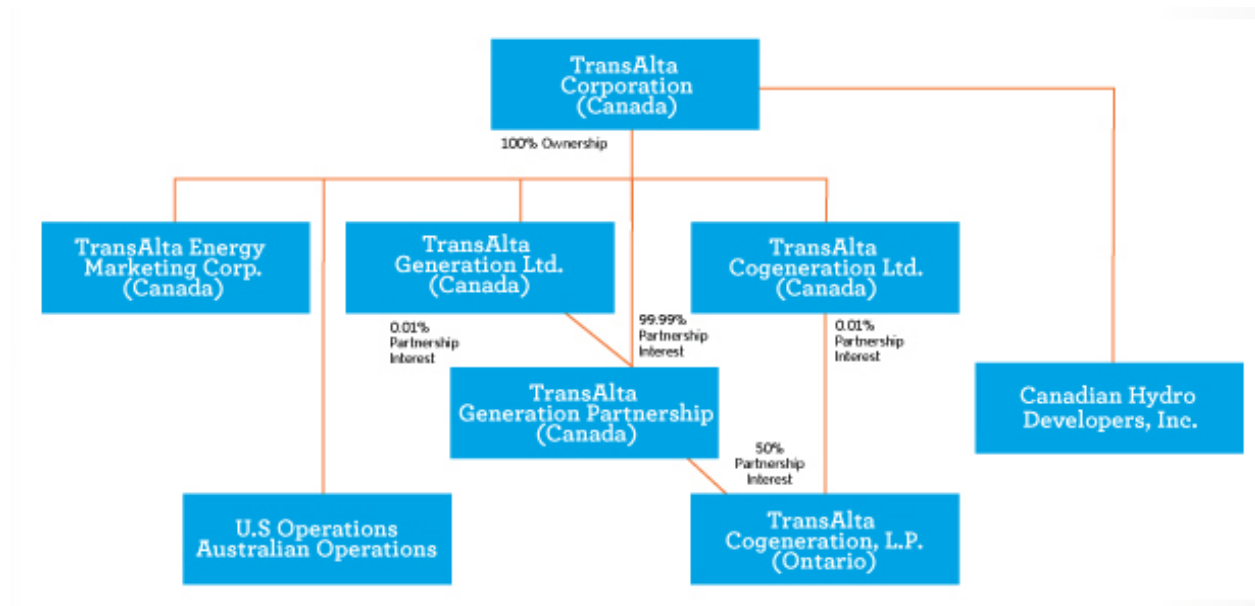 TransAlta
Corporation
(Canada)
100% Ownership
TransAlta Energy
Marketing Corp.
(Canada)
TransAlta
Generation Ltd.
(Canada)
TransAlta
Cogeneration Ltd.
(Canada)
0.01%
Partnership
Interest
99.99%
Partnership
Interest
0.01%
Partnership
Interest
TransAlta
Generation Partnership
(Canada)
Canadian Hydro
Developers, Inc.
50%
Partnership
Interest
U.S Operations
Australian Operations
TransAlta
Cogeneration, L.P.
(Ontario)